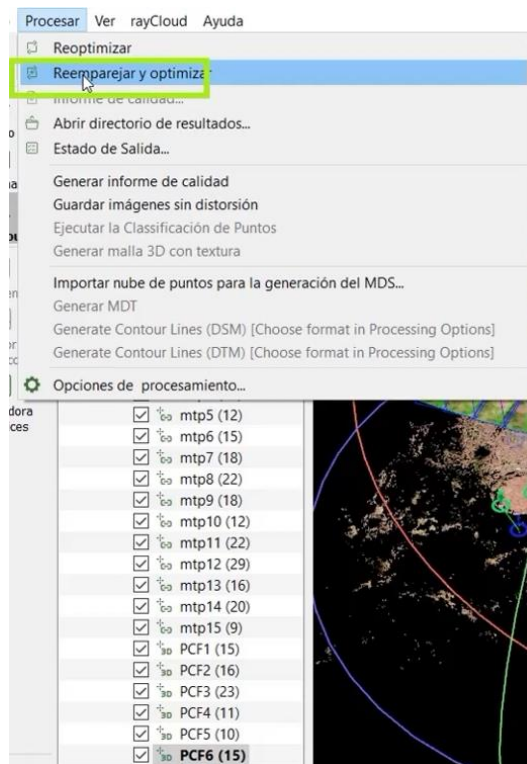 Procesar Ver rayCloud Ayuda
Reoptimizar
Reemparejar y optimizar
Informe de calidad...
Abrir directorio de resultados...
Estado de Salida...
Generar informe de calidad
Guardar imágenes sin distorsión
Ejecutar la Classificación de Puntos
Generar malla 3D con textura
Importar nube de puntos para la generación del MDS...
Generar MDT
Generate Contour Lines (DSM) [Choose format in Processing Options]
Generate Contour Lines (DTM) [Choose format in Processing Options]
Opciones de procesamiento...
mtp5 (12)
mtp6 (15)
mtp7 (18)
mtp8 (22)
mtp9 (18)
mtp10 (12)
mtp11 (22)
mtp12 (29)
mtp13 (16)
mtp14 (20)
mtp15 (9)
PCF1 (15)
PCF2 (16)
PCF3 (23)
PCF4 (11)
PCF5 (10)
PCF6 (15)